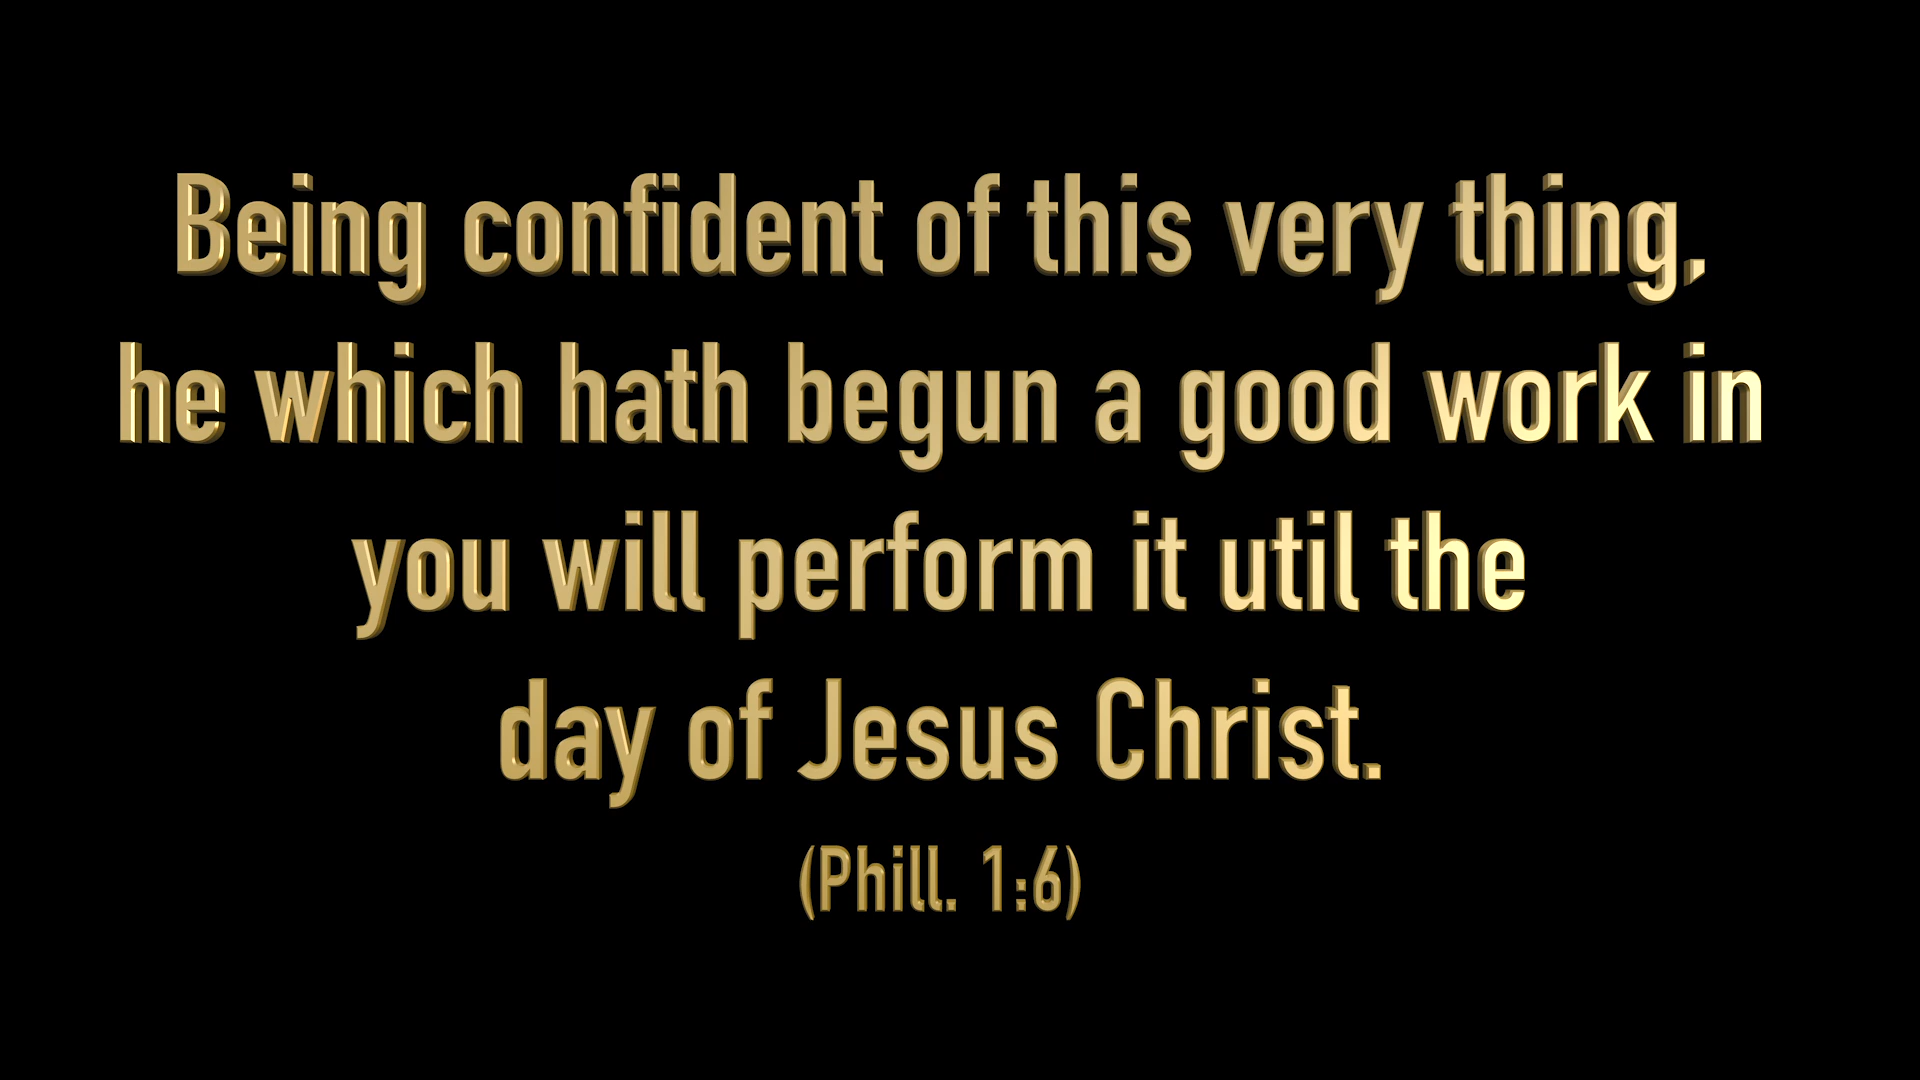 Being confident of this very thing,
he which hath begun a good work in
you will perform it util the
day of Jesus Christ.
(Phill. 1:6)